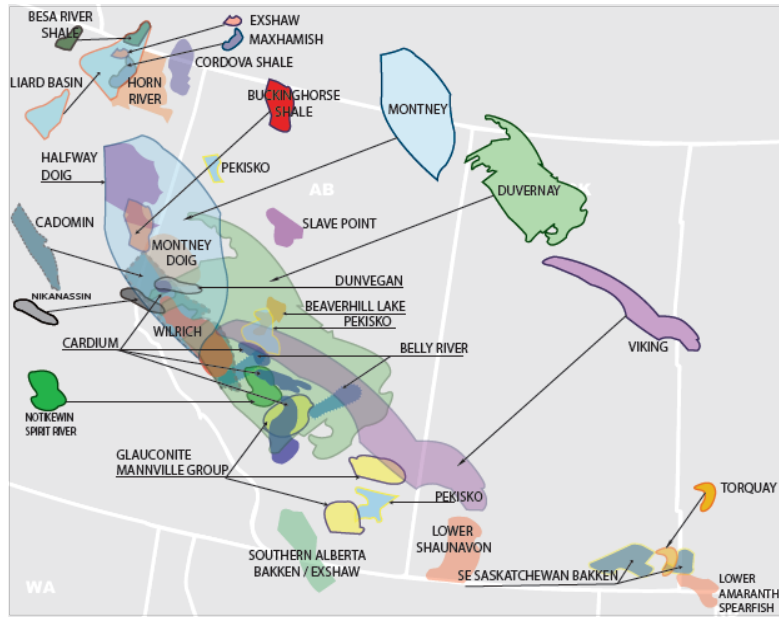 BESA RIVER
SHALE
EXSHAW
MAXHAMISH
CORDOVA SHALE
LIARD BASIN
HORN
RIVER
BUCKINGHORSE
SHALE
MONTNEY
HALFWAY
DOIG
PEKISKO
AB
DUVERNAY
K
CADOMIN
SLAVE POINT
MONTNEY
DOIG
DUNVEGAN
NIKANASSIN
BEAVERHILL LAKE
PEKISKO
WILRICH
CARDIUM
BELLY RIVER
VIKING
NOTIKEWIN
SPIRIT RIVER
GLAUCONITE
MANNVILLE GROUP
PEKISKO
TORQUAY
LOWER
SHAUNAVON
SOUTHERN ALBERTA
BAKKEN / EXSHAW
SE SASKATCHEWAN BAKKEN
WA
LOWER
AMARANTH
SPEARFISH